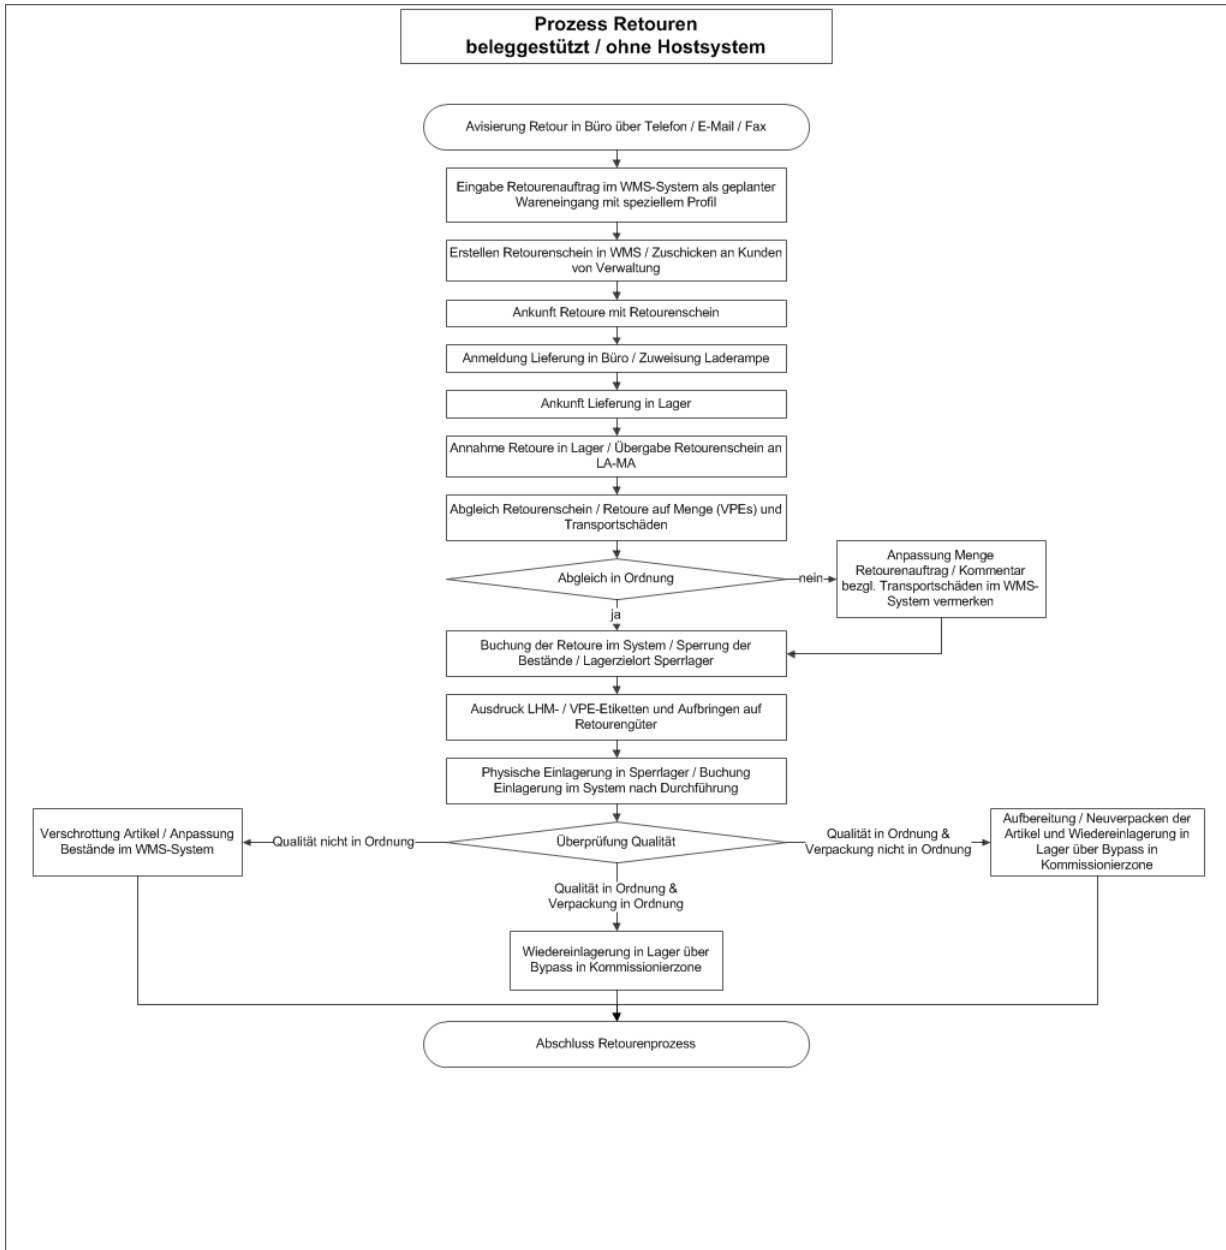 Prozess Retouren
beleggestützt / ohne Hostsystem
Avisierung Retour in Büro über Telefon / E-Mail / Fax
Eingabe Retourenauftrag im WMS-System als geplanter
Wareneingang mit speziellem Profil
Erstellen Retourenschein in WMS / Zuschicken an Kunden
von Verwaltung
Ankunft Retoure mit Retourenschein
Anmeldung Lieferung in Büro / Zuweisung Laderampe
Ankunft Lieferung in Lager
Annahme Retoure in Lager / Übergabe Retourenschein an
LA-MA
Abgleich Retourenschein / Retoure auf Menge (VPEs) und
Transportschäden
Abgleich in Ordnung
nein
Anpassung Menge
Retourenauftrag / Kommentar
bezgl. Transportschäden im WMS-
System vermerken
ja
Buchung der Retoure im System / Sperrung der
Bestände / Lagerzielort Sperrlager
Ausdruck LHM- / VPE-Etiketten und Aufbringen auf
Retourengüter
Physische Einlagerung in Sperrlager / Buchung
Einlagerung im System nach Durchführung
Verschrottung Artikel / Anpassung
Bestände im WMS-System
Qualität nicht in Ordnung
Überprüfung Qualität
Qualität in Ordnung &
Verpackung nicht in Ordnung
Aufbereitung / Neuverpacken der
Artikel und Wiedereinlagerung in
Lager über Bypass in
Kommissionierzone
Qualität in Ordnung &
Verpackung in Ordnung
Wiedereinlagerung in Lager über
Bypass in Kommissionierzone
Abschluss Retourenprozess